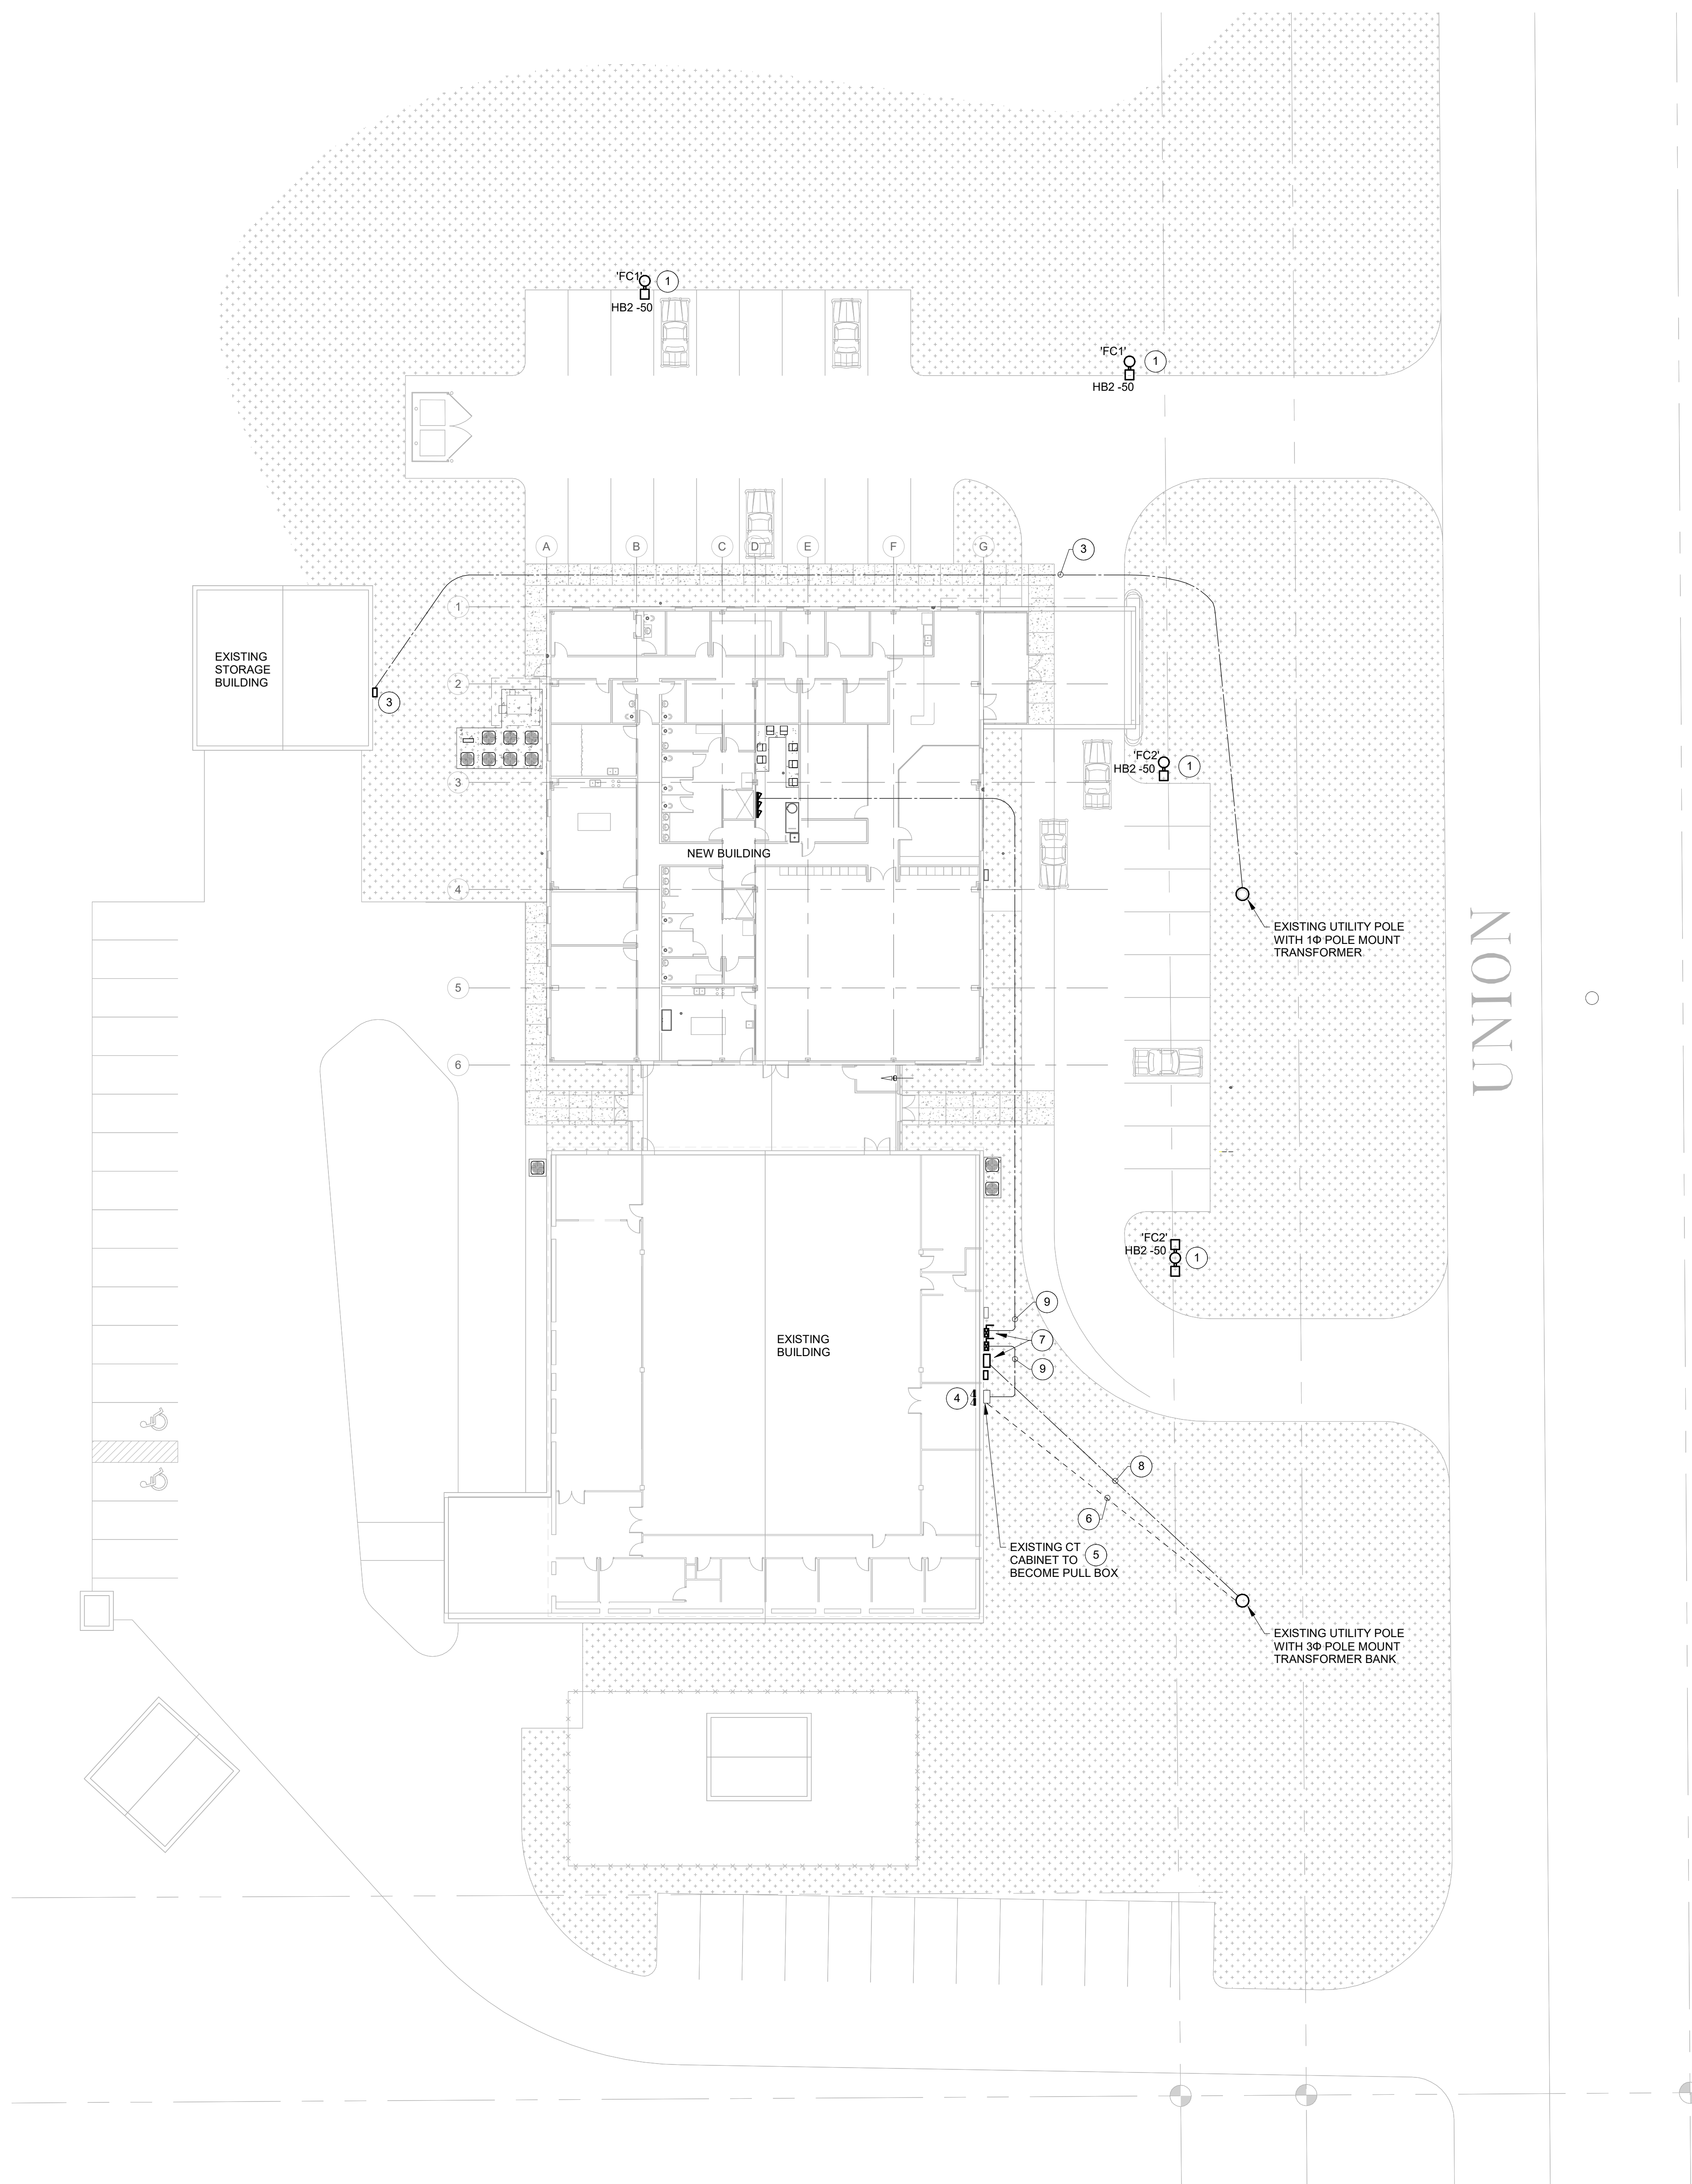 'FC1'
1
HB2 -50
'FC1'
1
HB2 -50
A
B
C
D
E
F
G
3
1
EXISTING
STORAGE
BUILDING
2
3
'FC2'
HB2 -50
1
3
NEW BUILDING
4
EXISTING UTILITY POLE
WITH 1Φ POLE MOUNT
TRANSFORMER
UNION
5
6
'FC2'
HB2 -50
1
9
EXISTING
BUILDING
7
9
4
8
6
EXISTING CT
CABINET TO
BECOME PULL BOX
5
EXISTING UTILITY POLE
WITH 3Φ POLE MOUNT
TRANSFORMER BANK